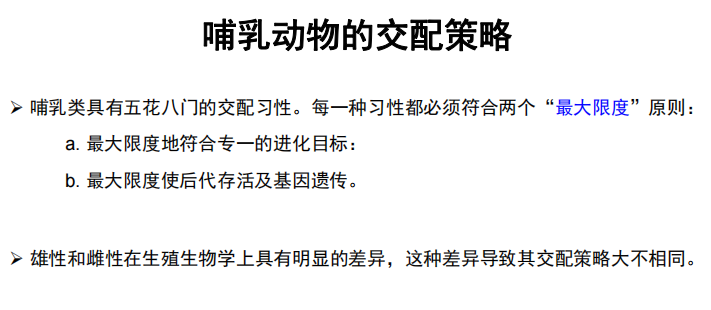 哺乳动物的交配策略
➢ 哺乳类具有五花八门的交配习性。每一种习性都必须符合两个“最大限度”原则：
a. 最大限度地符合专一的进化目标：
b. 最大限度使后代存活及基因遗传。
➢ 雄性和雌性在生殖生物学上具有明显的差异，这种差异导致其交配策略大不相同。